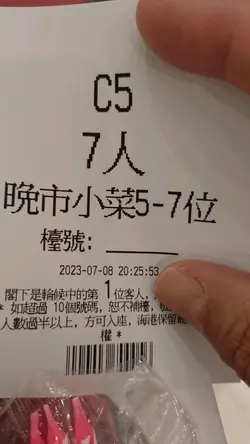 C5
7人
晚市小菜5-7位
檯號:
2023-07-08 20:25:53
閣下是輪候中的第 1 位客人,
* 如超過 10個號碼, 恕不補檯,
人數過半以上, 方可入座, 海港保留
權 *